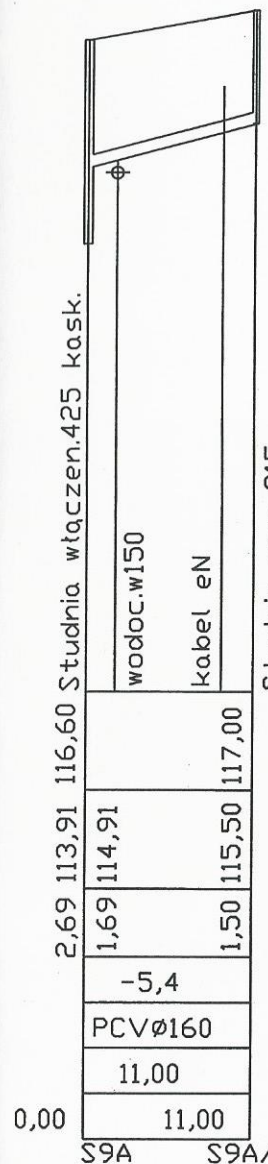 Studnia włączen.425 kask.
wodoc.w150
kabel eN
116,60
117,00
113,91
114,91
115,50
2,69
1,69
1,50
-5,4
PCVø160
11,00
0,00
11,00
S9A